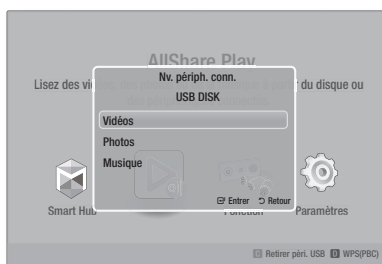 AllShare Play
Lisez des vi
du disque ou
Nv. périph. conn.
USB DISK
Vidéos
Photos
Musique
Entrer Retour
Smart Hub
Function
Paramètres
C Retirer péri. USB D WPS(PBC)